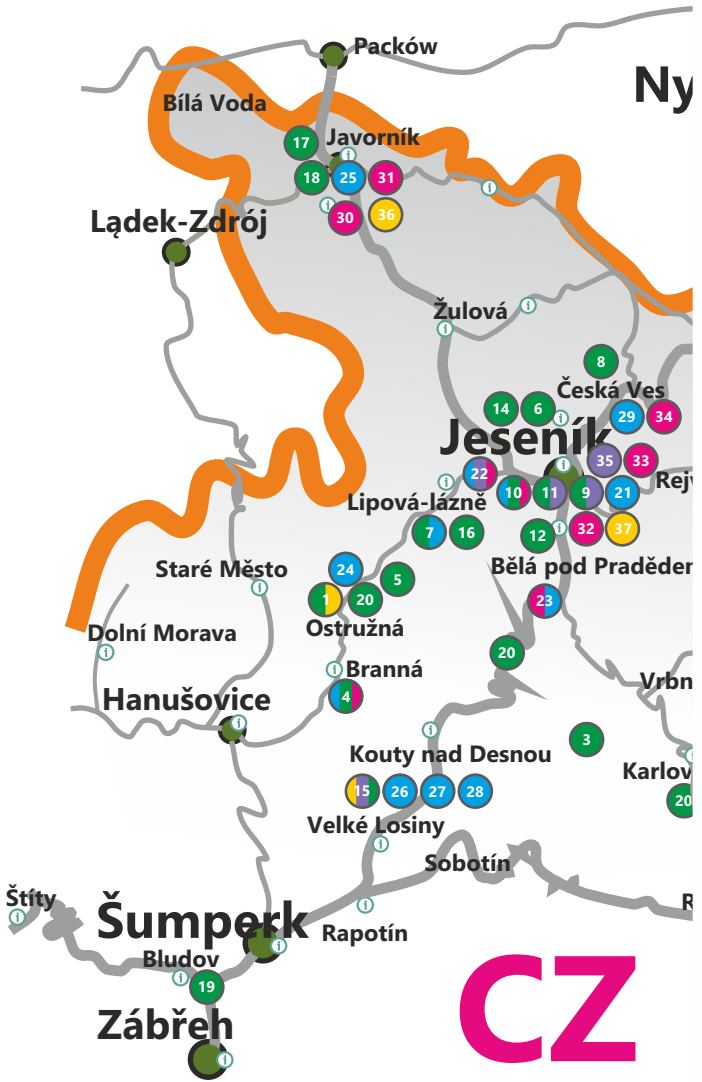 Packów
Ny
Bílá Voda
17
Javorník
18
25
31
30
36
Lądek-Zdrój
Žulová
8
Česká Ves
14
6
29
34
Jeseník
35
33
22
Rejv
10
11
9
21
Lipová-lázně
7
16
12
32
37
24
Staré Město
5
Bělá pod Praděder
1
20
23
Ostružná
Dolní Morava
20
Branná
Vrbn
4
Hanušovice
3
Kouty nad Desnou
Karlov
15
26
27
28
20
Velké Losiny
Sobotín
Štíty
R
Šumperk
Rapotín
Bludov
19
CZ
Zábřeh